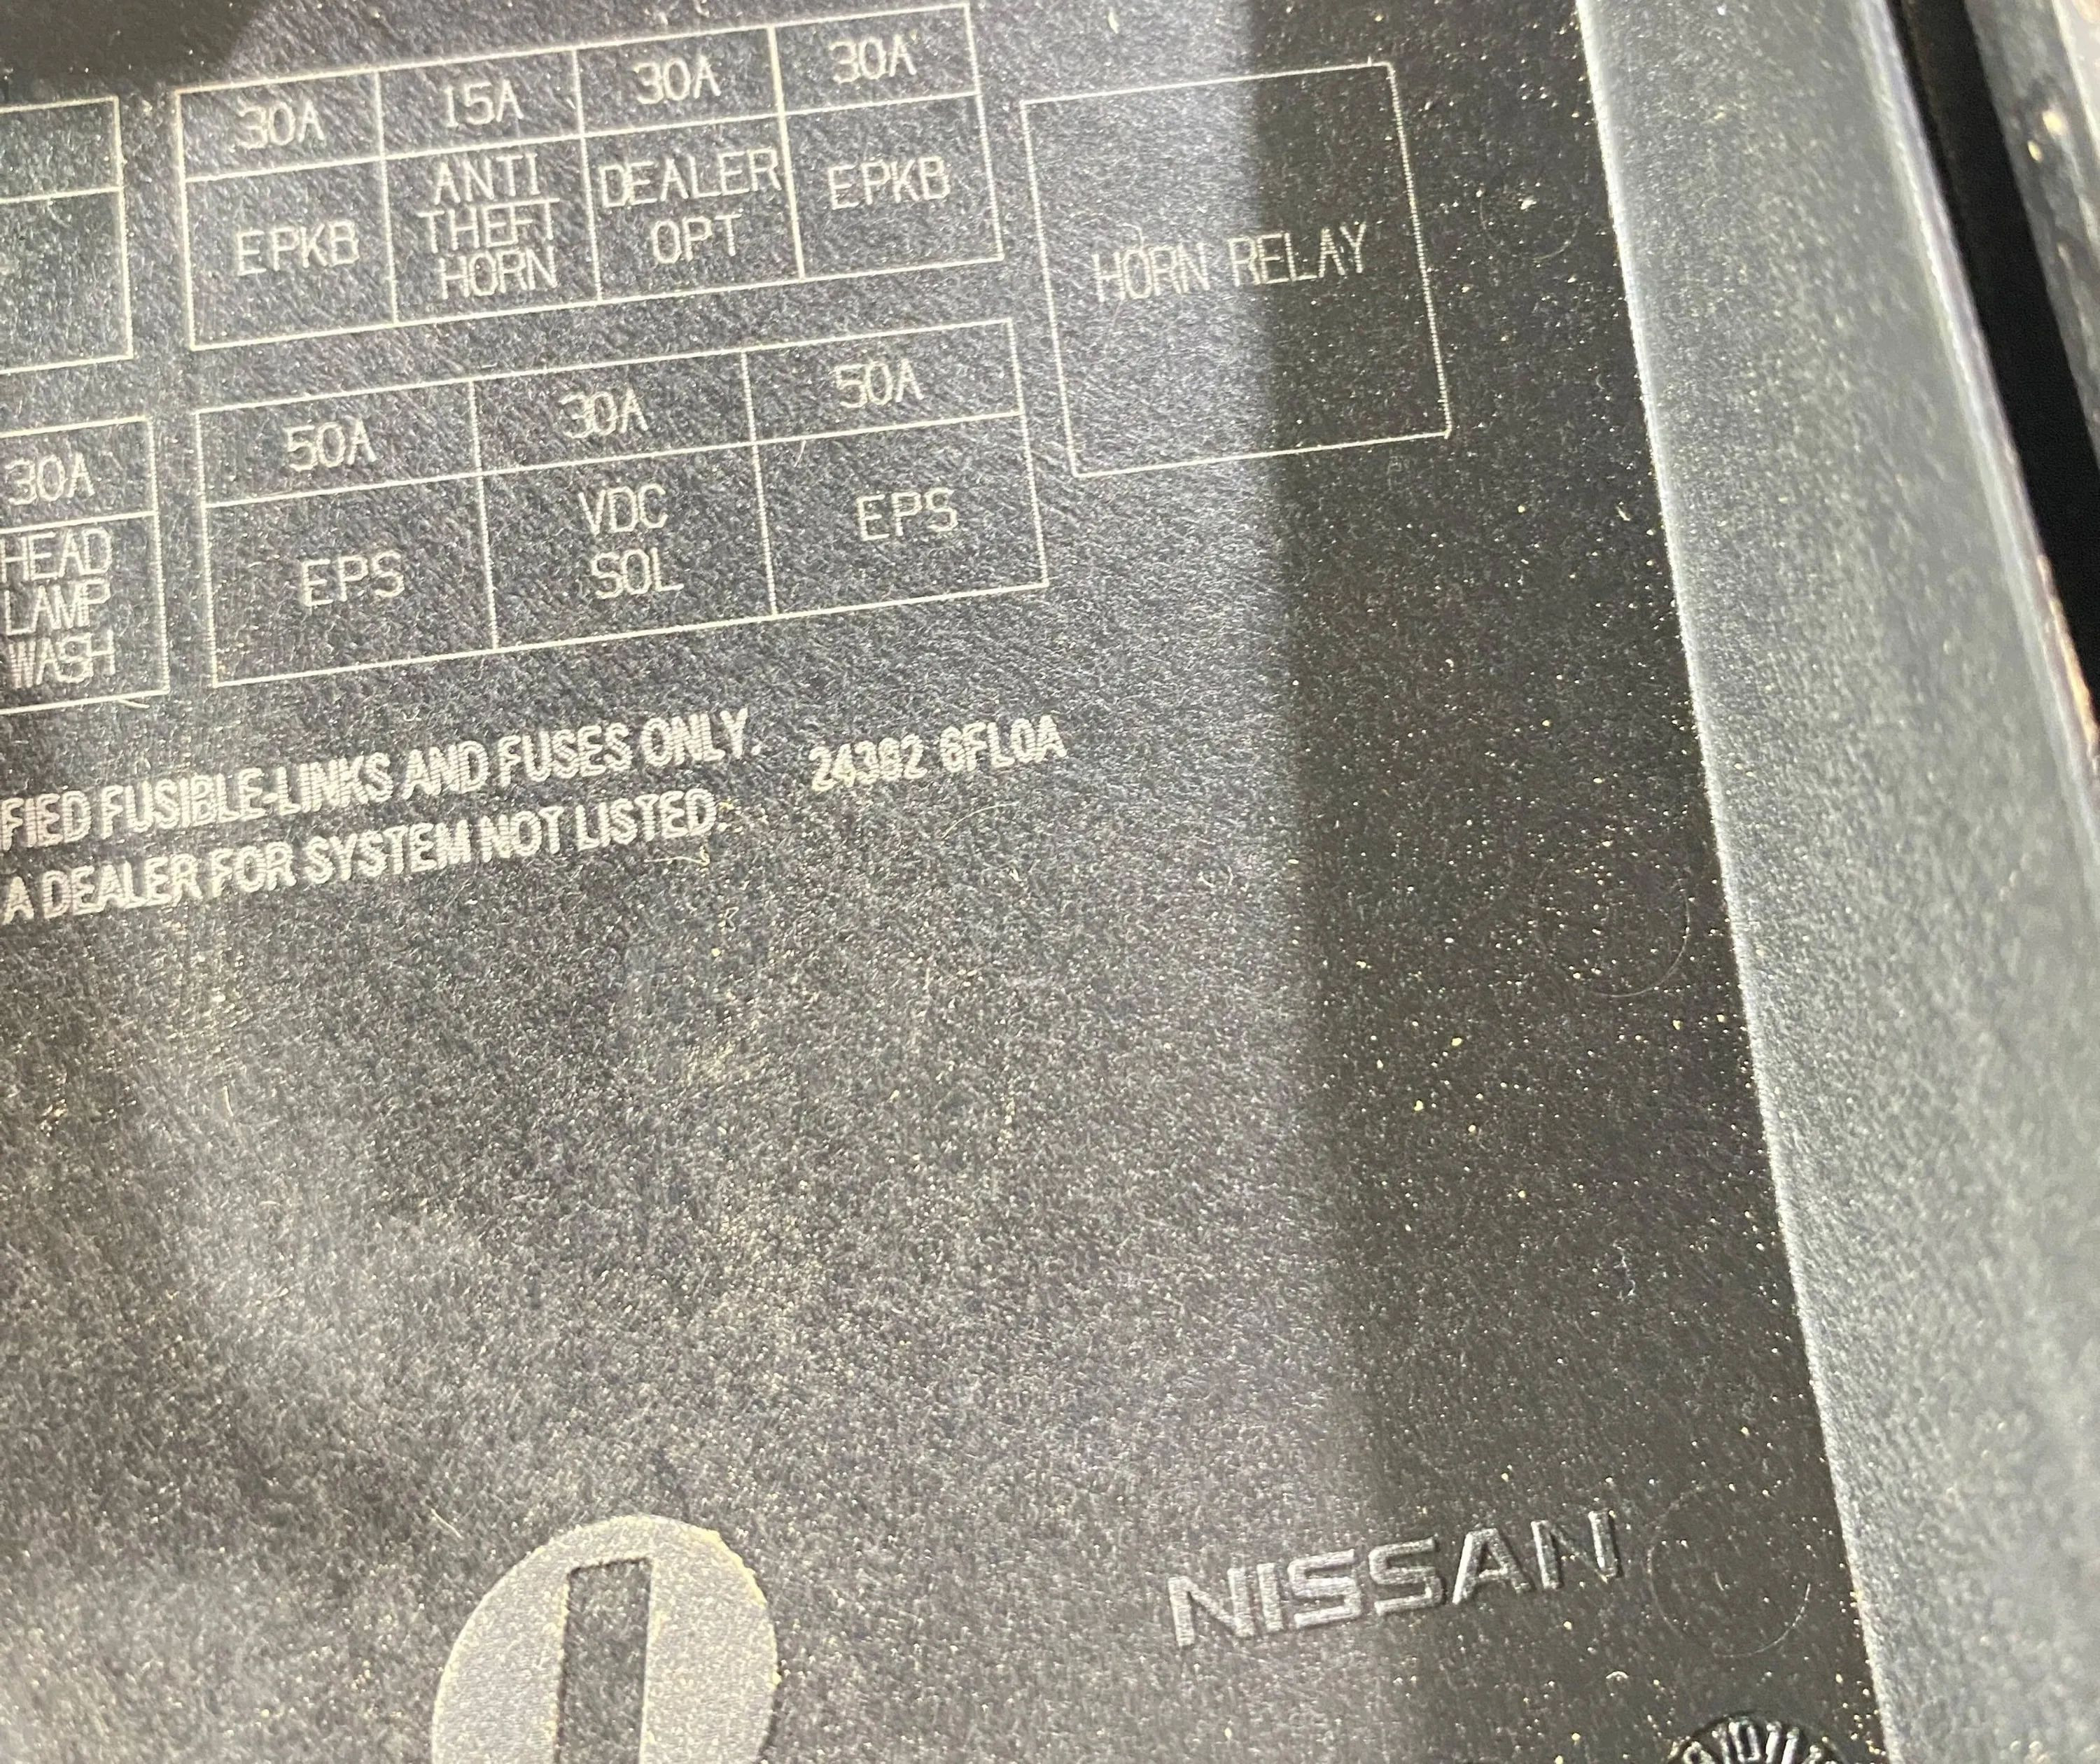 30A 15A 30A 30A
EPKB ANTI THEFT HORN DEALER OPT EPKB
HORN RELAY
30A
HEAD
LAMP
WASH
50A 30A 50A
EPS VDC SOL EPS
FIED FUSIBLE-LINKS AND FUSES ONLY. 24382 6FL0A
A DEALER FOR SYSTEM NOT LISTED.
NISSAN